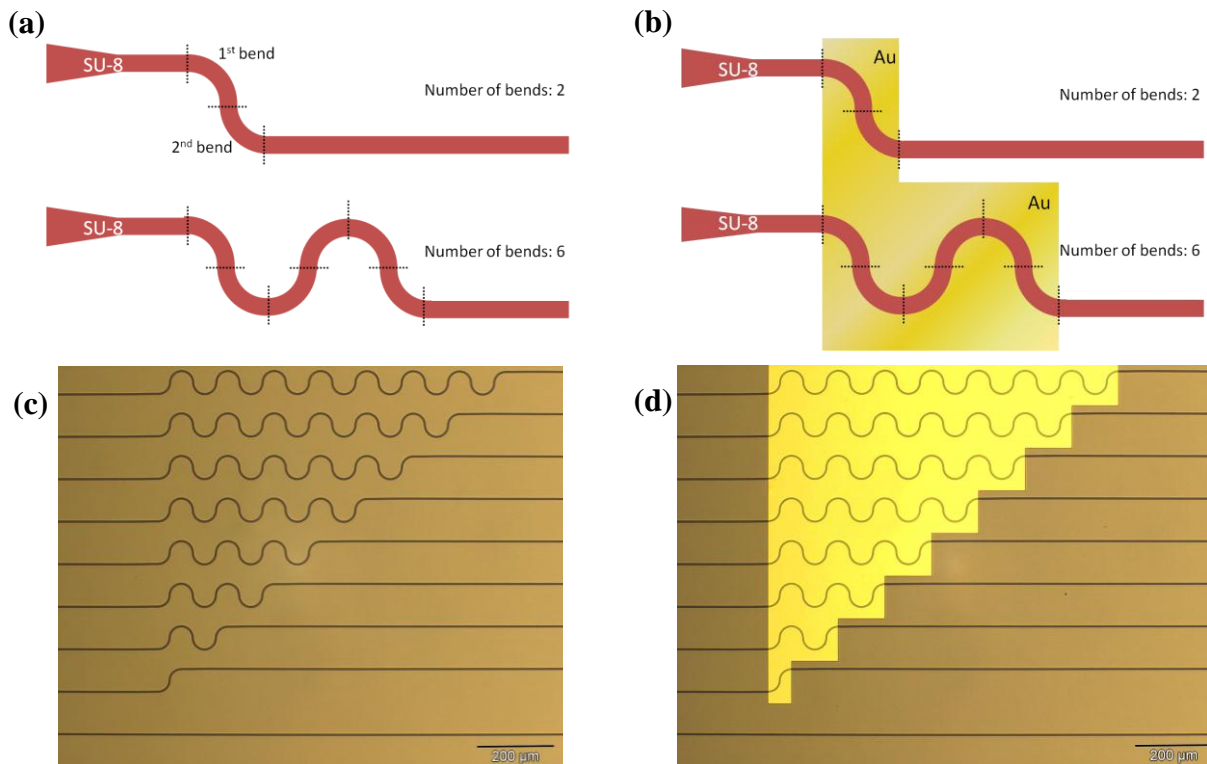 (a)
1st bend
SU-8
Number of bends: 2
2nd bend
SU-8
Number of bends: 6
(b)
Au
SU-8
Number of bends: 2
Au
SU-8
Number of bends: 6
(c)
200 µm
(d)
200 µm